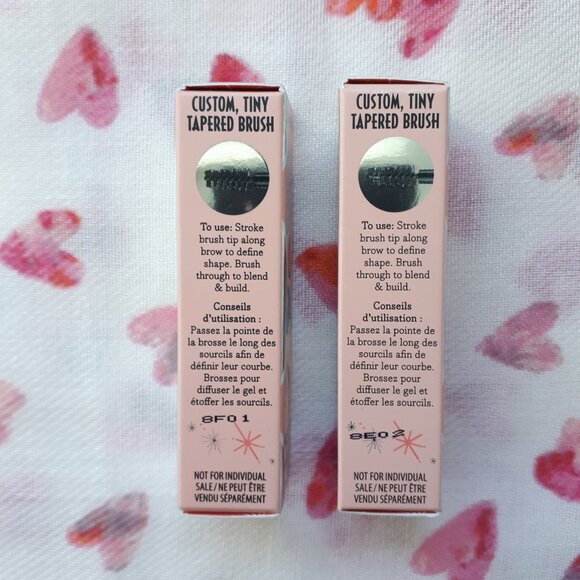 CUSTOM, TINY
TAPERED BRUSH
To use: Stroke
brush tip along
brow to define
shape. Brush
through to blend
& build.
Conseils
d'utilisation :
Passez la pointe de
la brosse le long des
sourcils afin de
définir leur courbe.
Brossez pour
diffuser le gel et
étoffer les sourcils.
8F01
NOT FOR INDIVIDUAL
SALE/NE PEUT ÊTRE
VENDU SÉPARÉMENT
CUSTOM, TINY
TAPERED BRUSH
To use: Stroke
brush tip along
brow to define
shape. Brush
through to blend
& build.
Conseils
d'utilisation :
Passez la pointe de
la brosse le long des
sourcils afin de
définir leur courbe.
Brossez pour
diffuser le gel et
étoffer les sourcils.
8E02
NOT FOR INDIVIDUAL
SALE/NE PEUT ÊTRE
VENDU SÉPARÉMENT